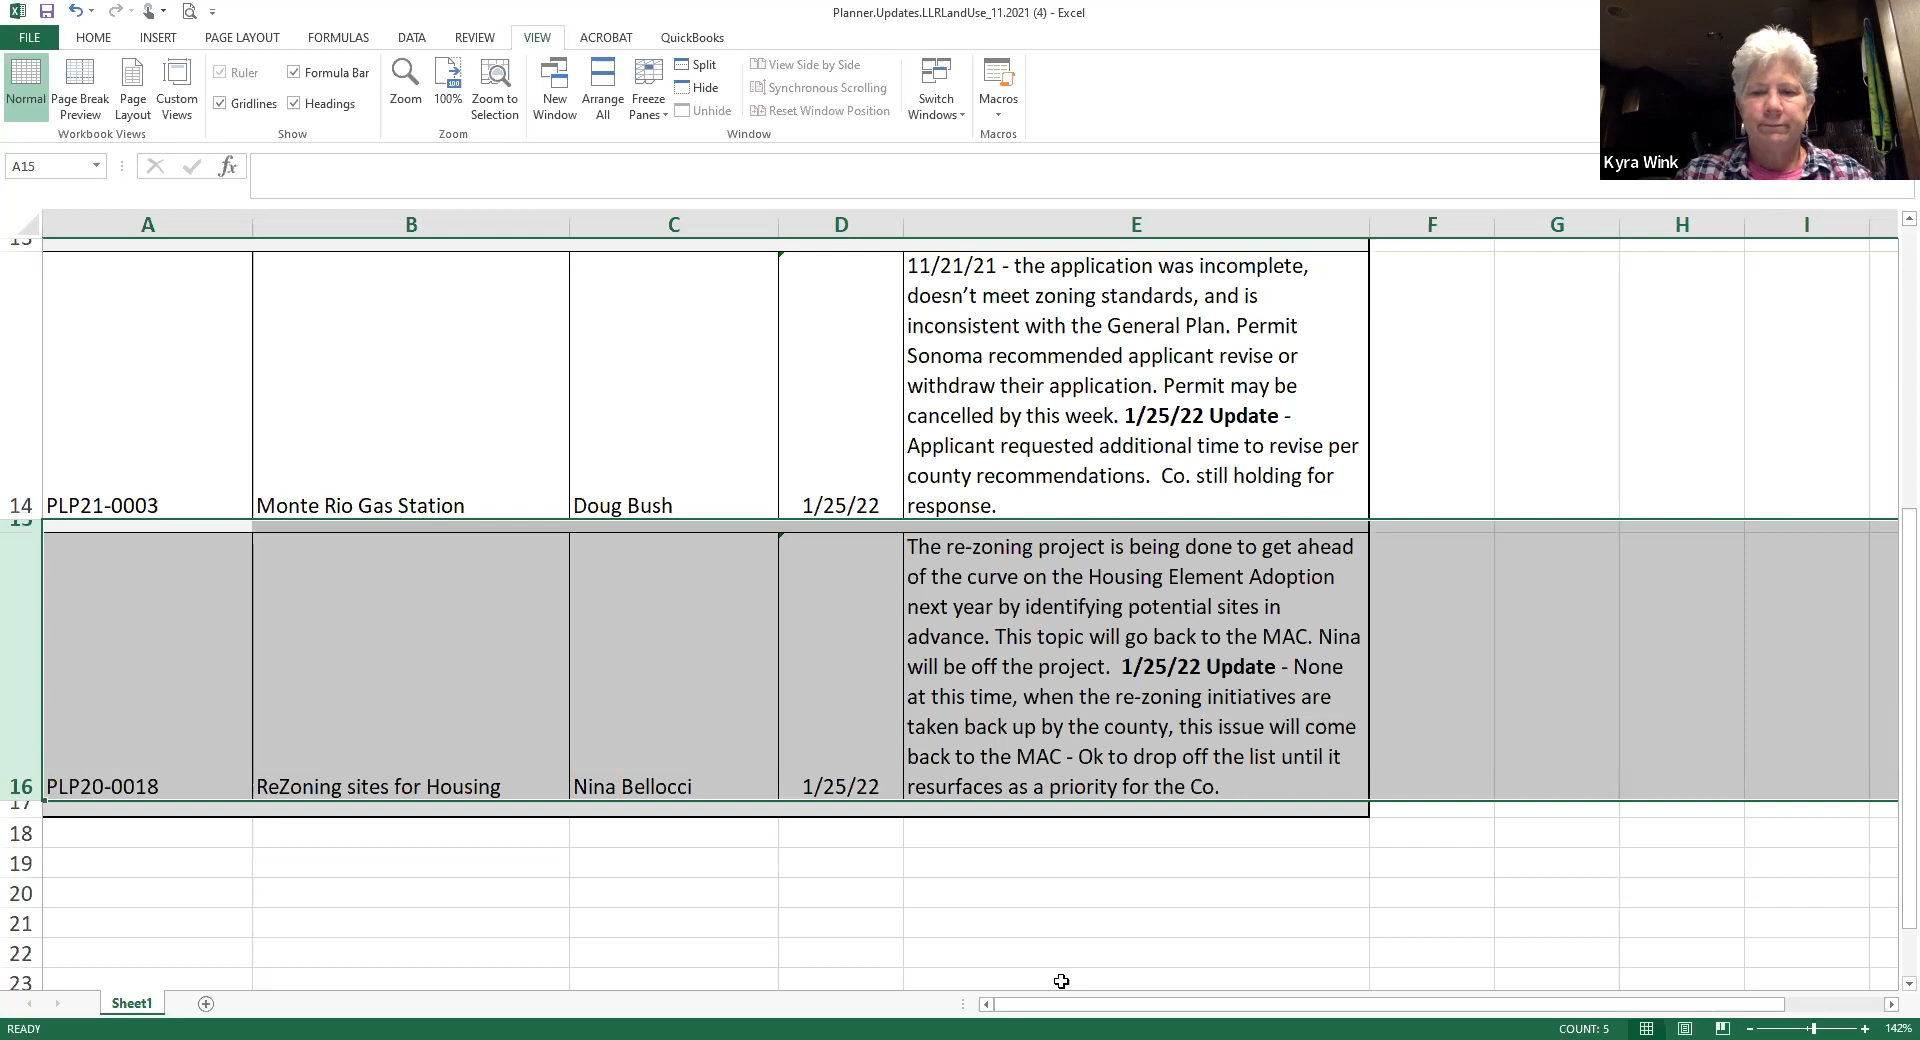 Planner.Updates.LLRLandUse_11.2021 (4) - Excel
FILE HOME INSERT PAGE LAYOUT FORMULAS DATA REVIEW VIEW ACROBAT QuickBooks
Normal
Page Break Preview
Page Layout
Custom Views
Workbook Views
Ruler
Formula Bar
Gridlines
Headings
Show
Zoom
100%
Zoom to Selection
Zoom
New Window
Arrange All
Freeze Panes
Split
Hide
Unhide
View Side by Side
Synchronous Scrolling
Reset Window Position
Window
Switch Windows
Macros
Macros
Kyra Wink
A15
fx
A B C D E F G H I
11/21/21 - the application was incomplete,
doesn’t meet zoning standards, and is
inconsistent with the General Plan. Permit
Sonoma recommended applicant revise or
withdraw their application. Permit may be
cancelled by this week. 1/25/22 Update -
Applicant requested additional time to revise per
county recommendations.  Co. still holding for
14 PLP21-0003 Monte Rio Gas Station Doug Bush 1/25/22 response.
The re-zoning project is being done to get ahead
of the curve on the Housing Element Adoption
next year by identifying potential sites in
advance. This topic will go back to the MAC. Nina
will be off the project.  1/25/22 Update - None
at this time, when the re-zoning initiatives are
taken back up by the county, this issue will come
back to the MAC - Ok to drop off the list until it
16 PLP20-0018 ReZoning sites for Housing Nina Bellocci 1/25/22 resurfaces as a priority for the Co.
17
18
19
20
21
22
23
Sheet1
READY COUNT: 5 142%